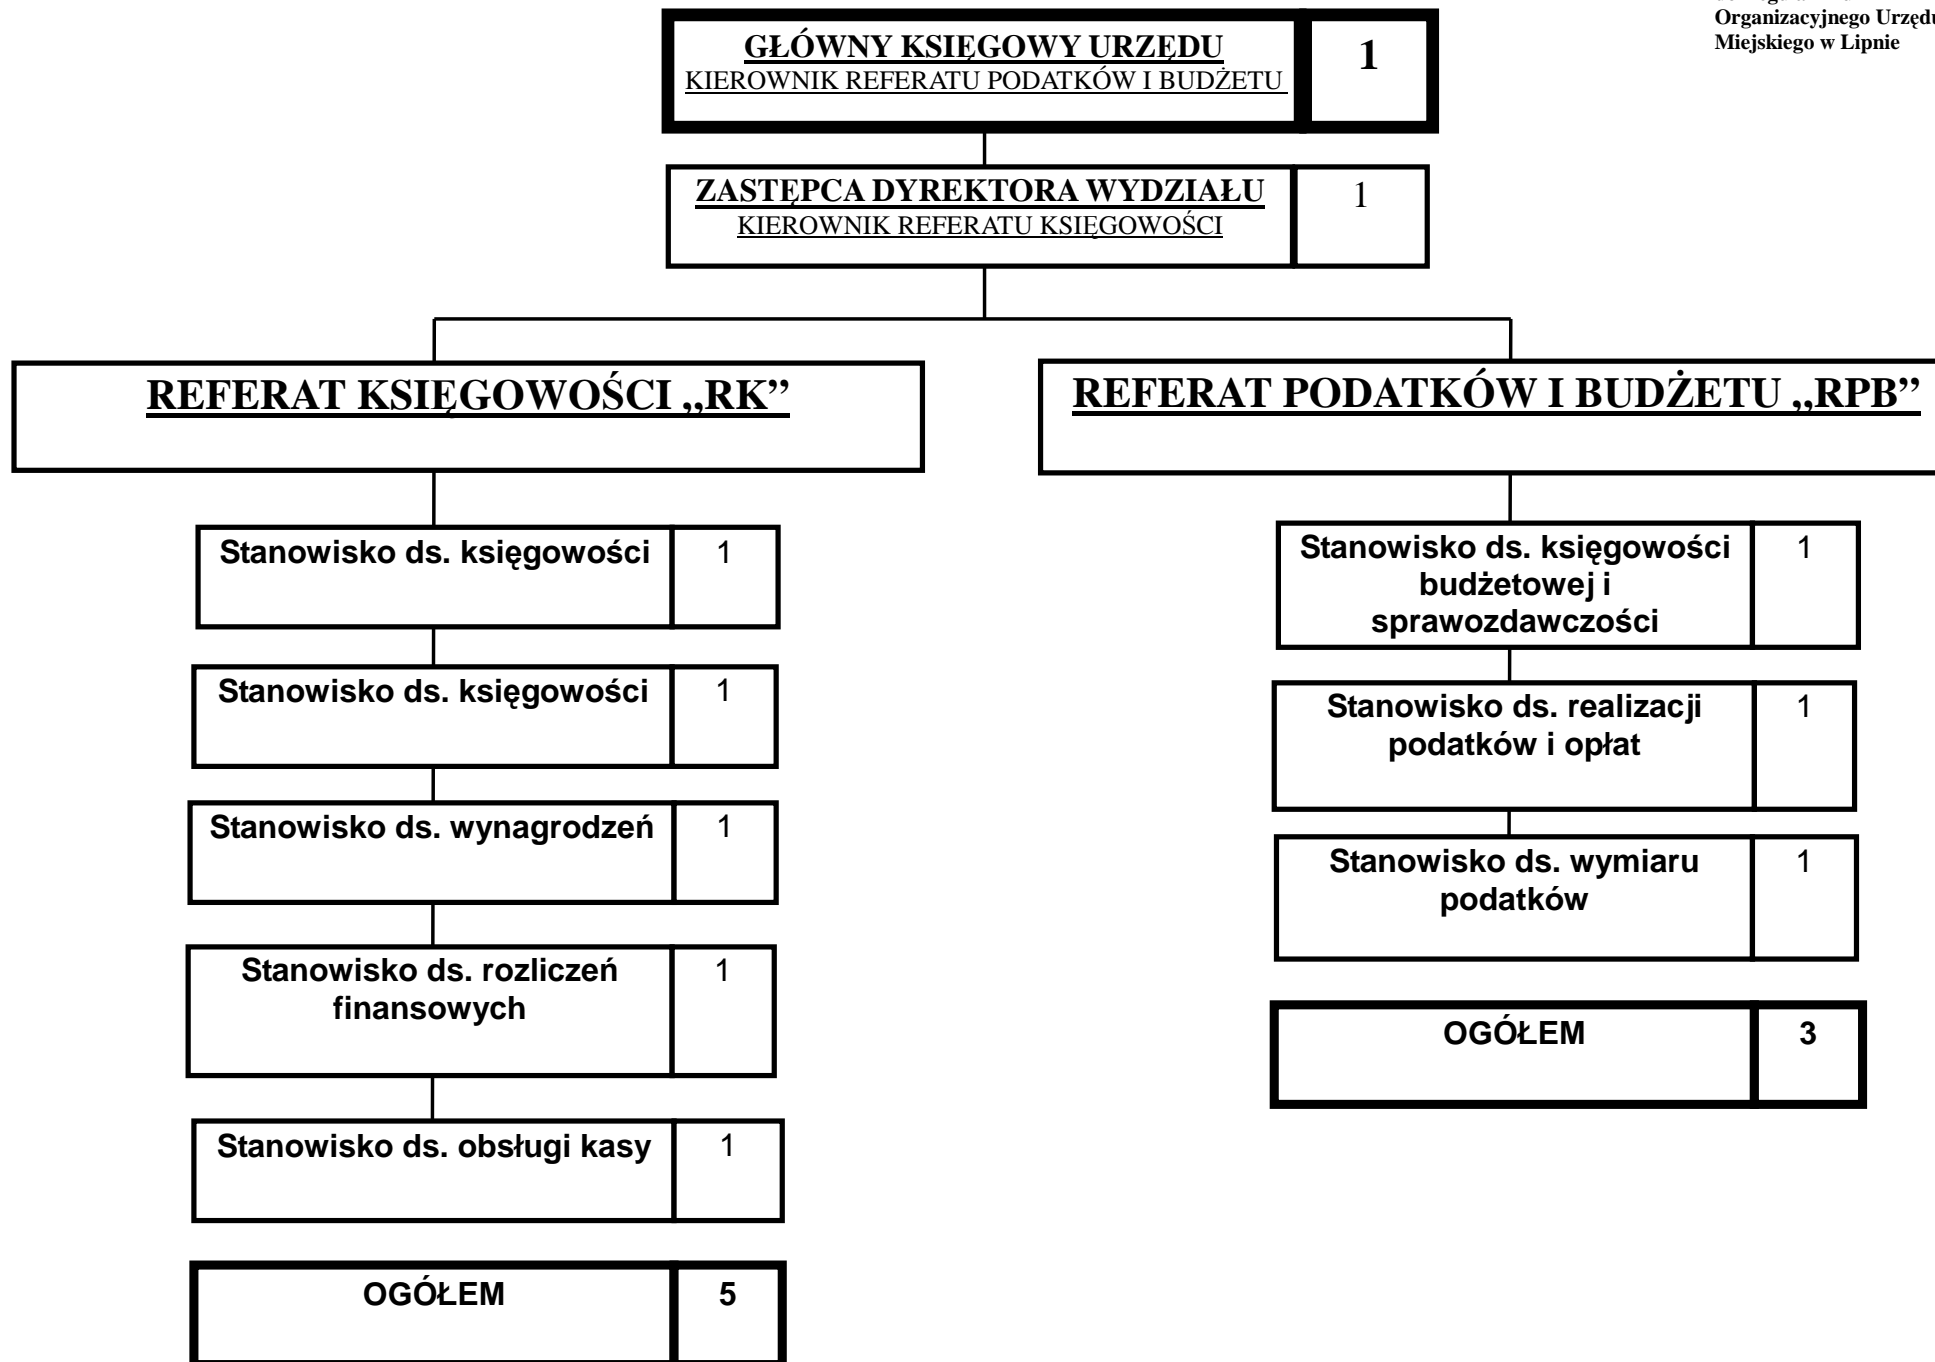 Organizacyjnego Urzędu
Miejskiego w Lipnie
GŁÓWNY KSIĘGOWY URZĘDU
KIEROWNIK REFERATU PODATKÓW I BUDŻETU
1
ZASTĘPCA DYREKTORA WYDZIAŁU
KIEROWNIK REFERATU KSIĘGOWOŚCI
1
REFERAT KSIĘGOWOŚCI „RK”
Stanowisko ds. księgowości
1
Stanowisko ds. księgowości
1
Stanowisko ds. wynagrodzeń
1
Stanowisko ds. rozliczeń
finansowych
1
Stanowisko ds. obsługi kasy
1
OGÓŁEM
5
REFERAT PODATKÓW I BUDŻETU „RPB”
Stanowisko ds. księgowości
budżetowej i
sprawozdawczości
1
Stanowisko ds. realizacji
podatków i opłat
1
Stanowisko ds. wymiaru
podatków
1
OGÓŁEM
3